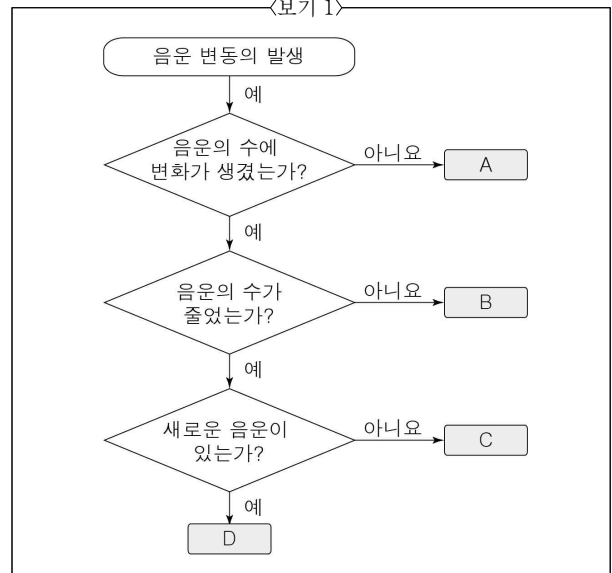 <보기 1>
음운 변동의 발생
예
음운의 수에
변화가 생겼는가?
아니요
A
예
음운의 수가
줄었는가?
아니요
B
예
새로운 음운이
있는가?
아니요
C
예
D